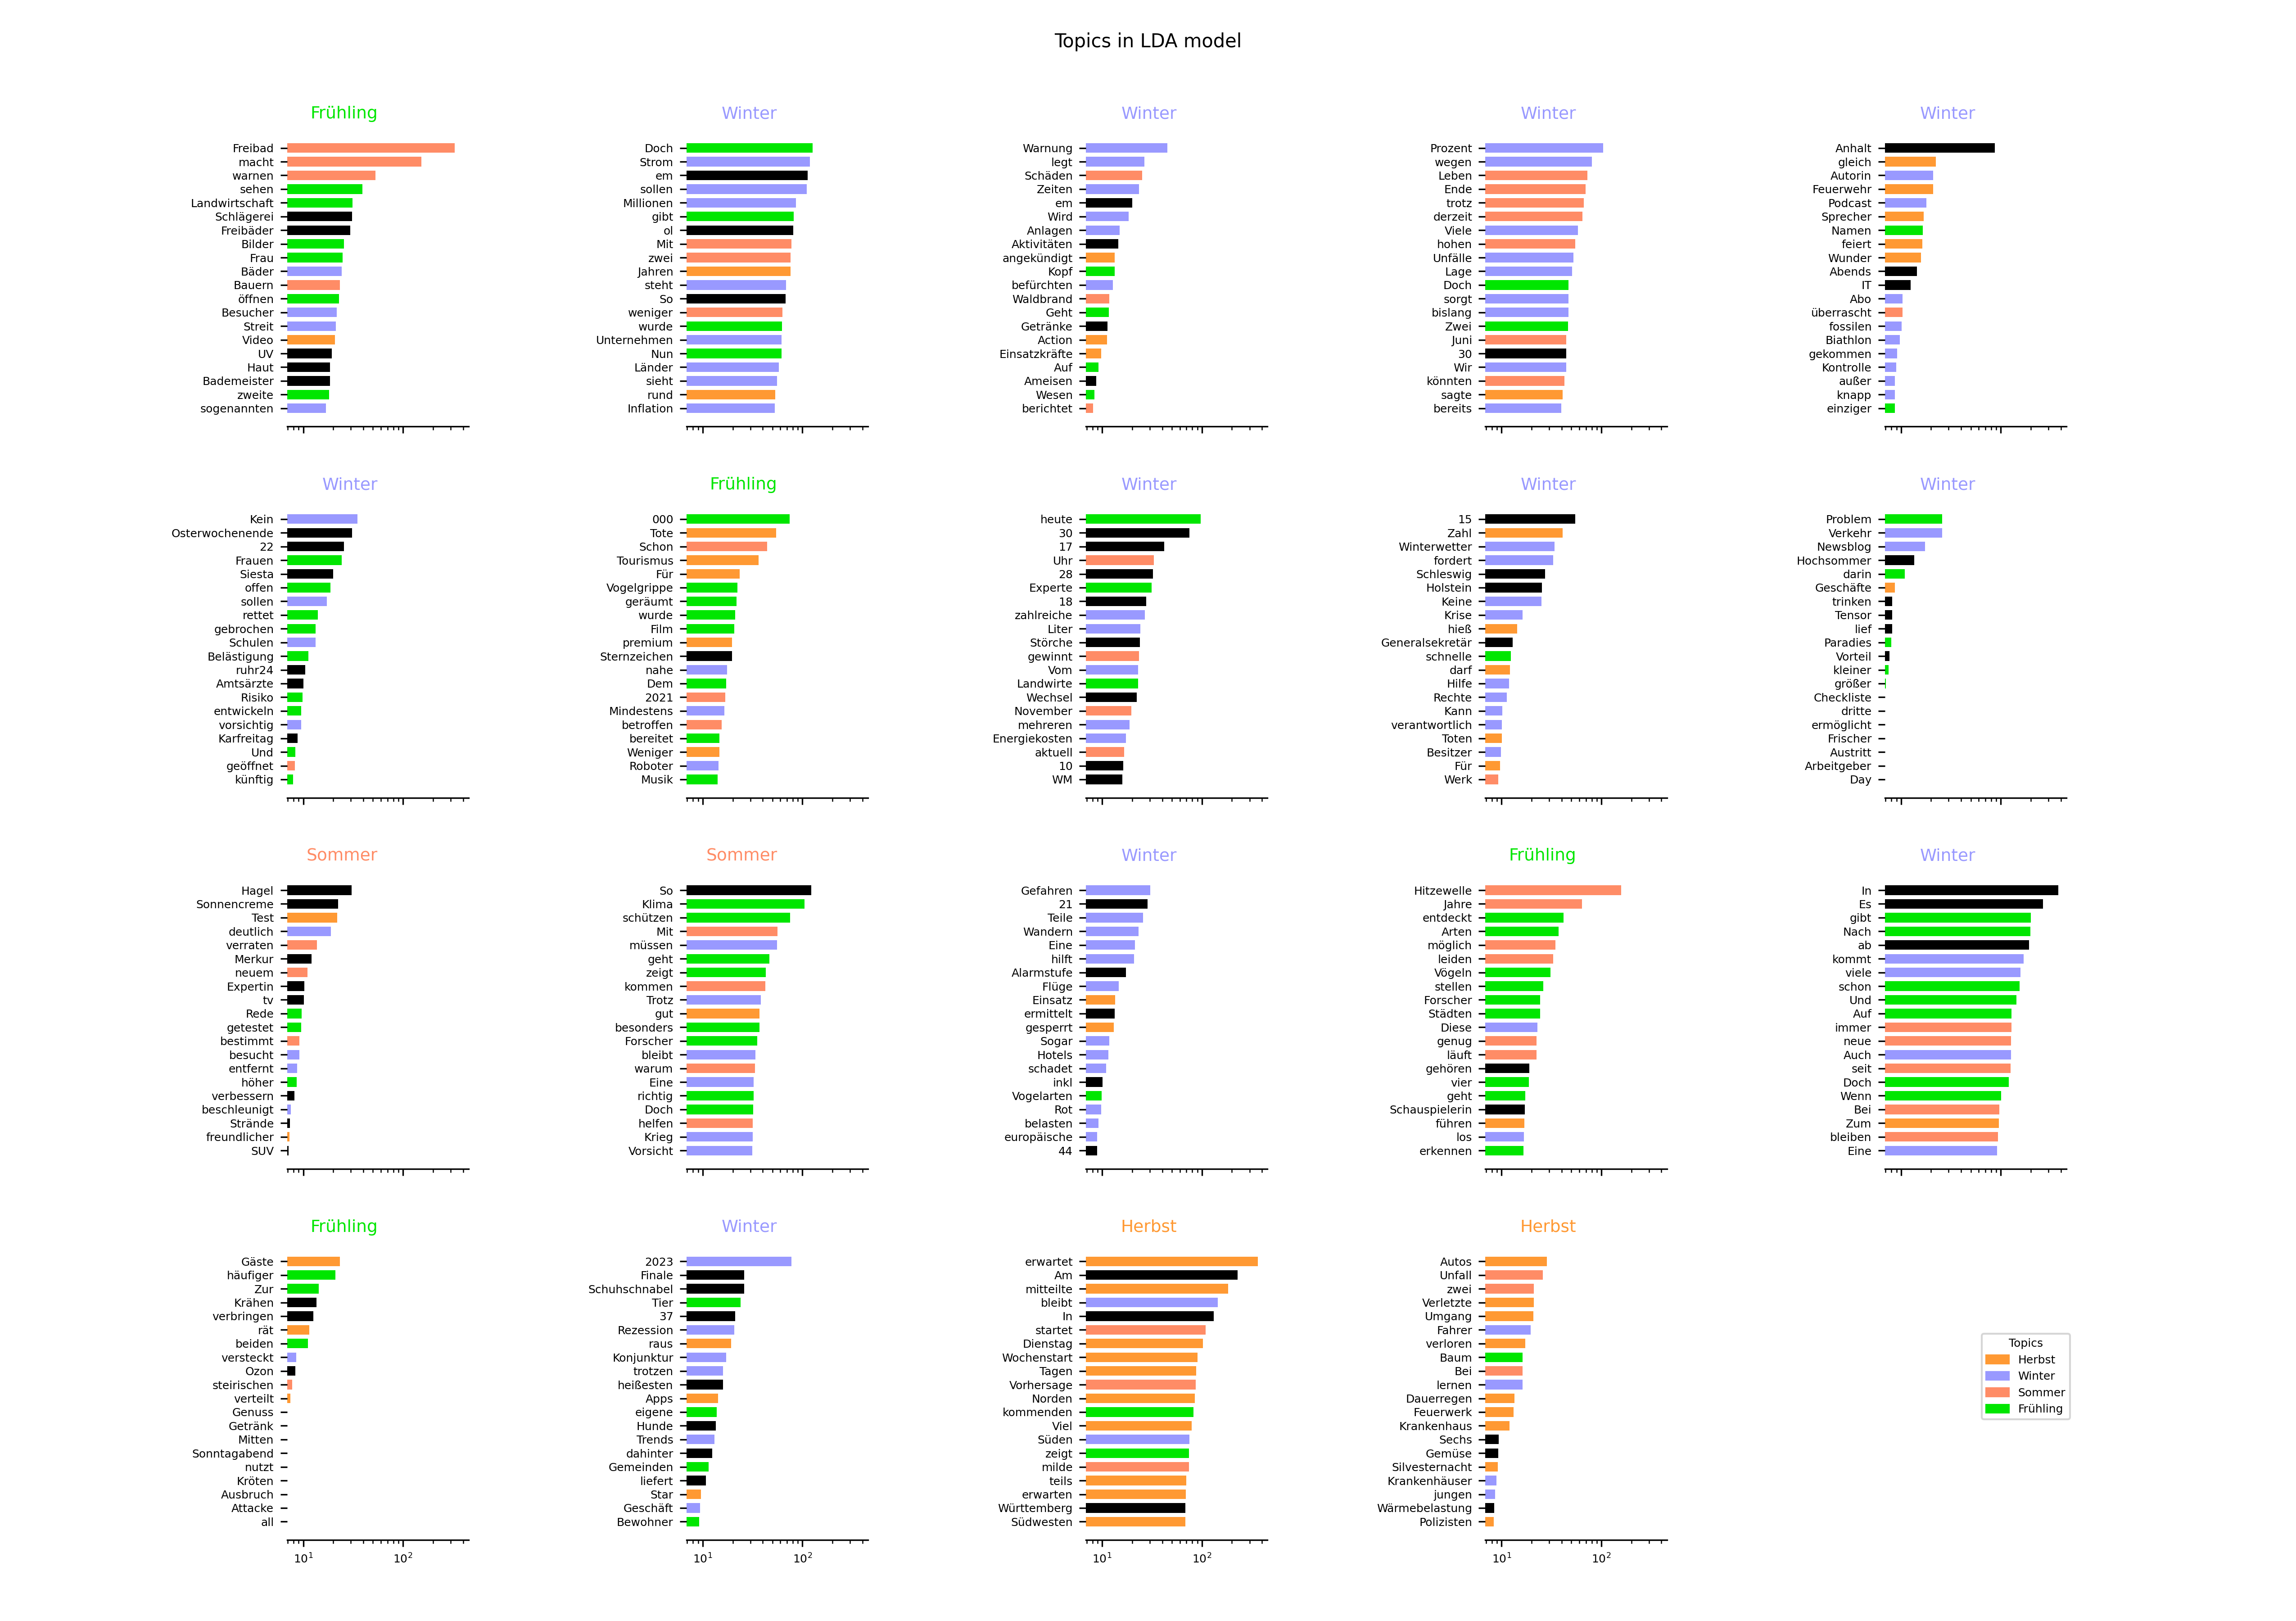 Topics in LDA model
Frühling
Freibad
macht
warnen
sehen
Landwirtschaft
Schlägerei
Freibäder
Bilder
Frau
Bäder
Bauern
öffnen
Besucher
Streit
Video
UV
Haut
Bademeister
zweite
sogenannten
Winter
Doch
Strom
em
sollen
Millionen
gibt
ol
Mit
zwei
Jahren
steht
So
weniger
wurde
Unternehmen
Nun
Länder
sieht
rund
Inflation
Winter
Warnung
legt
Schäden
Zeiten
em
Wird
Anlagen
Aktivitäten
angekündigt
Kopf
befürchten
Waldbrand
Geht
Getränke
Action
Einsatzkräfte
Auf
Ameisen
Wesen
berichtet
Winter
Prozent
wegen
Leben
Ende
trotz
derzeit
Viele
hohen
Unfälle
Lage
Doch
sorgt
bislang
Zwei
Juni
30
Wir
könnten
sagte
bereits
Winter
Anhalt
gleich
Autorin
Feuerwehr
Podcast
Sprecher
Namen
feiert
Wunder
Abends
IT
Abo
überrascht
fossilen
Biathlon
gekommen
Kontrolle
außer
knapp
einziger
Winter
Kein
Osterwochenende
22
Frauen
Siesta
offen
sollen
rettet
gebrochen
Schulen
Belästigung
ruhr24
Amtsärzte
Risiko
entwickeln
vorsichtig
Karfreitag
Und
geöffnet
künftig
Frühling
000
Tote
Schon
Tourismus
Für
Vogelgrippe
geräumt
wurde
Film
premium
Sternzeichen
nahe
Dem
2021
Mindestens
betroffen
bereitet
Weniger
Roboter
Musik
Winter
heute
30
17
Uhr
28
Experte
18
zahlreiche
Liter
Störche
gewinnt
Vom
Landwirte
Wechsel
November
mehreren
Energiekosten
aktuell
10
WM
Winter
15
Zahl
Winterwetter
fordert
Schleswig
Holstein
Keine
Krise
hieß
Generalsekretär
schnelle
darf
Hilfe
Rechte
Kann
verantwortlich
Toten
Besitzer
Für
Werk
Winter
Problem
Verkehr
Newsblog
Hochsommer
darin
Geschäfte
trinken
Tensor
lief
Paradies
Vorteil
kleiner
größer
Checkliste
dritte
ermöglicht
Frischer
Austritt
Arbeitgeber
Day
Sommer
Hagel
Sonnencreme
Test
deutlich
verraten
Merkur
neuem
Expertin
tv
Rede
getestet
bestimmt
besucht
entfernt
höher
verbessern
beschleunigt
Strände
freundlicher
SUV
Sommer
So
Klima
schützen
Mit
müssen
geht
zeigt
kommen
Trotz
gut
besonders
Forscher
bleibt
warum
Eine
richtig
Doch
helfen
Krieg
Vorsicht
Winter
Gefahren
21
Teile
Wandern
Eine
hilft
Alarmstufe
Flüge
Einsatz
ermittelt
gesperrt
Sogar
Hotels
schadet
inkl
Vogelarten
Rot
belasten
europäische
44
Frühling
Hitzewelle
Jahre
entdeckt
Arten
möglich
leiden
Vögeln
stellen
Forscher
Städten
Diese
genug
läuft
gehören
vier
geht
Schauspielerin
führen
los
erkennen
Winter
In
Es
gibt
Nach
ab
kommt
viele
schon
Und
Auf
immer
neue
Auch
seit
Doch
Wenn
Bei
Zum
bleiben
Eine
Frühling
Gäste
häufiger
Zur
Krähen
verbringen
rät
beiden
versteckt
Ozon
steirischen
verteilt
Genuss
Getränk
Mitten
Sonntagabend
nutzt
Kröten
Ausbruch
Attacke
all
10¹ 10²
Winter
2023
Finale
Schuhschnabel
Tier
37
Rezession
raus
Konjunktur
trotzen
heißesten
Apps
eigene
Hunde
Trends
dahinter
Gemeinden
liefert
Star
Geschäft
Bewohner
10¹ 10²
Herbst
erwartet
Am
mitteilte
bleibt
In
startet
Dienstag
Wochenstart
Tagen
Vorhersage
Norden
kommenden
Viel
Süden
zeigt
milde
teils
erwarten
Württemberg
Südwesten
10¹ 10²
Herbst
Autos
Unfall
zwei
Verletzte
Umgang
Fahrer
verloren
Baum
Bei
lernen
Dauerregen
Feuerwerk
Krankenhaus
Sechs
Gemüse
Silvesternacht
Krankenhäuser
jungen
Wärmebelastung
Polizisten
10¹ 10²
Topics
Herbst
Winter
Sommer
Frühling